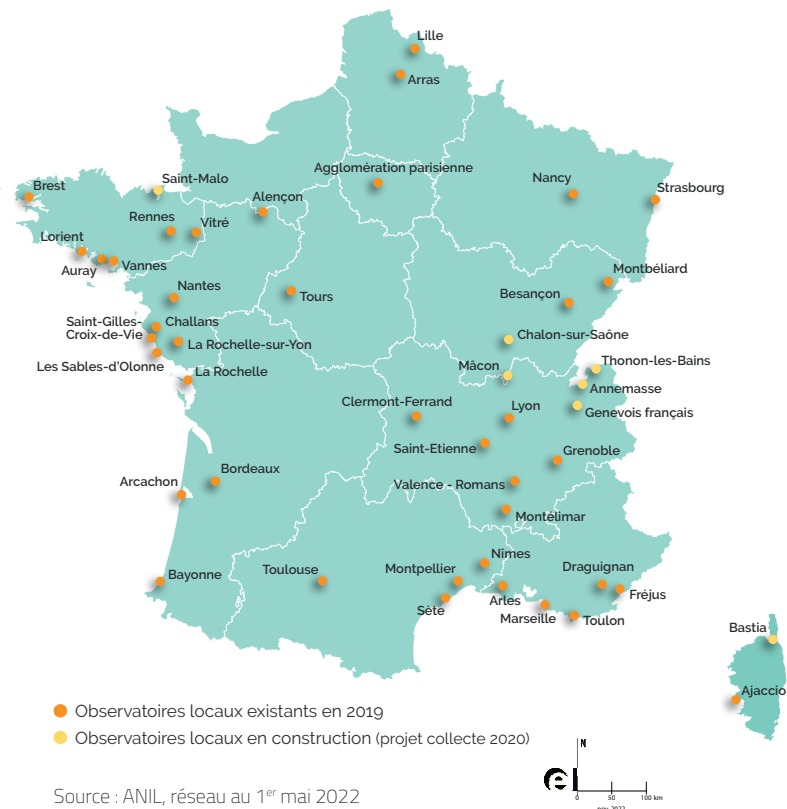 Lille
Arras
Agglomération parisienne
Nancy
Strasbourg
Saint-Malo
Brest
Alençon
Rennes
Vitré
Lorient
Auray
Vannes
Montbéliard
Besançon
Nantes
Tours
Saint-Gilles-
Croix-de-Vie
Challans
La Rochelle-sur-Yon
Chalon-sur-Saône
Les Sables-d'Olonne
La Rochelle
Mâcon
Thonon-les-Bains
Annemasse
Genevois français
Clermont-Ferrand
Lyon
Saint-Etienne
Grenoble
Bordeaux
Arcachon
Valence - Romans
Montélimar
Nîmes
Bayonne
Toulouse
Montpellier
Draguignan
Fréjus
Sète
Arles
Marseille
Toulon
Bastia
Ajaccio
Observatoires locaux existants en 2019
Observatoires locaux en construction (projet collecte 2020)
N
0 50 100 km
nov. 2022
Source : ANIL, réseau au 1er mai 2022